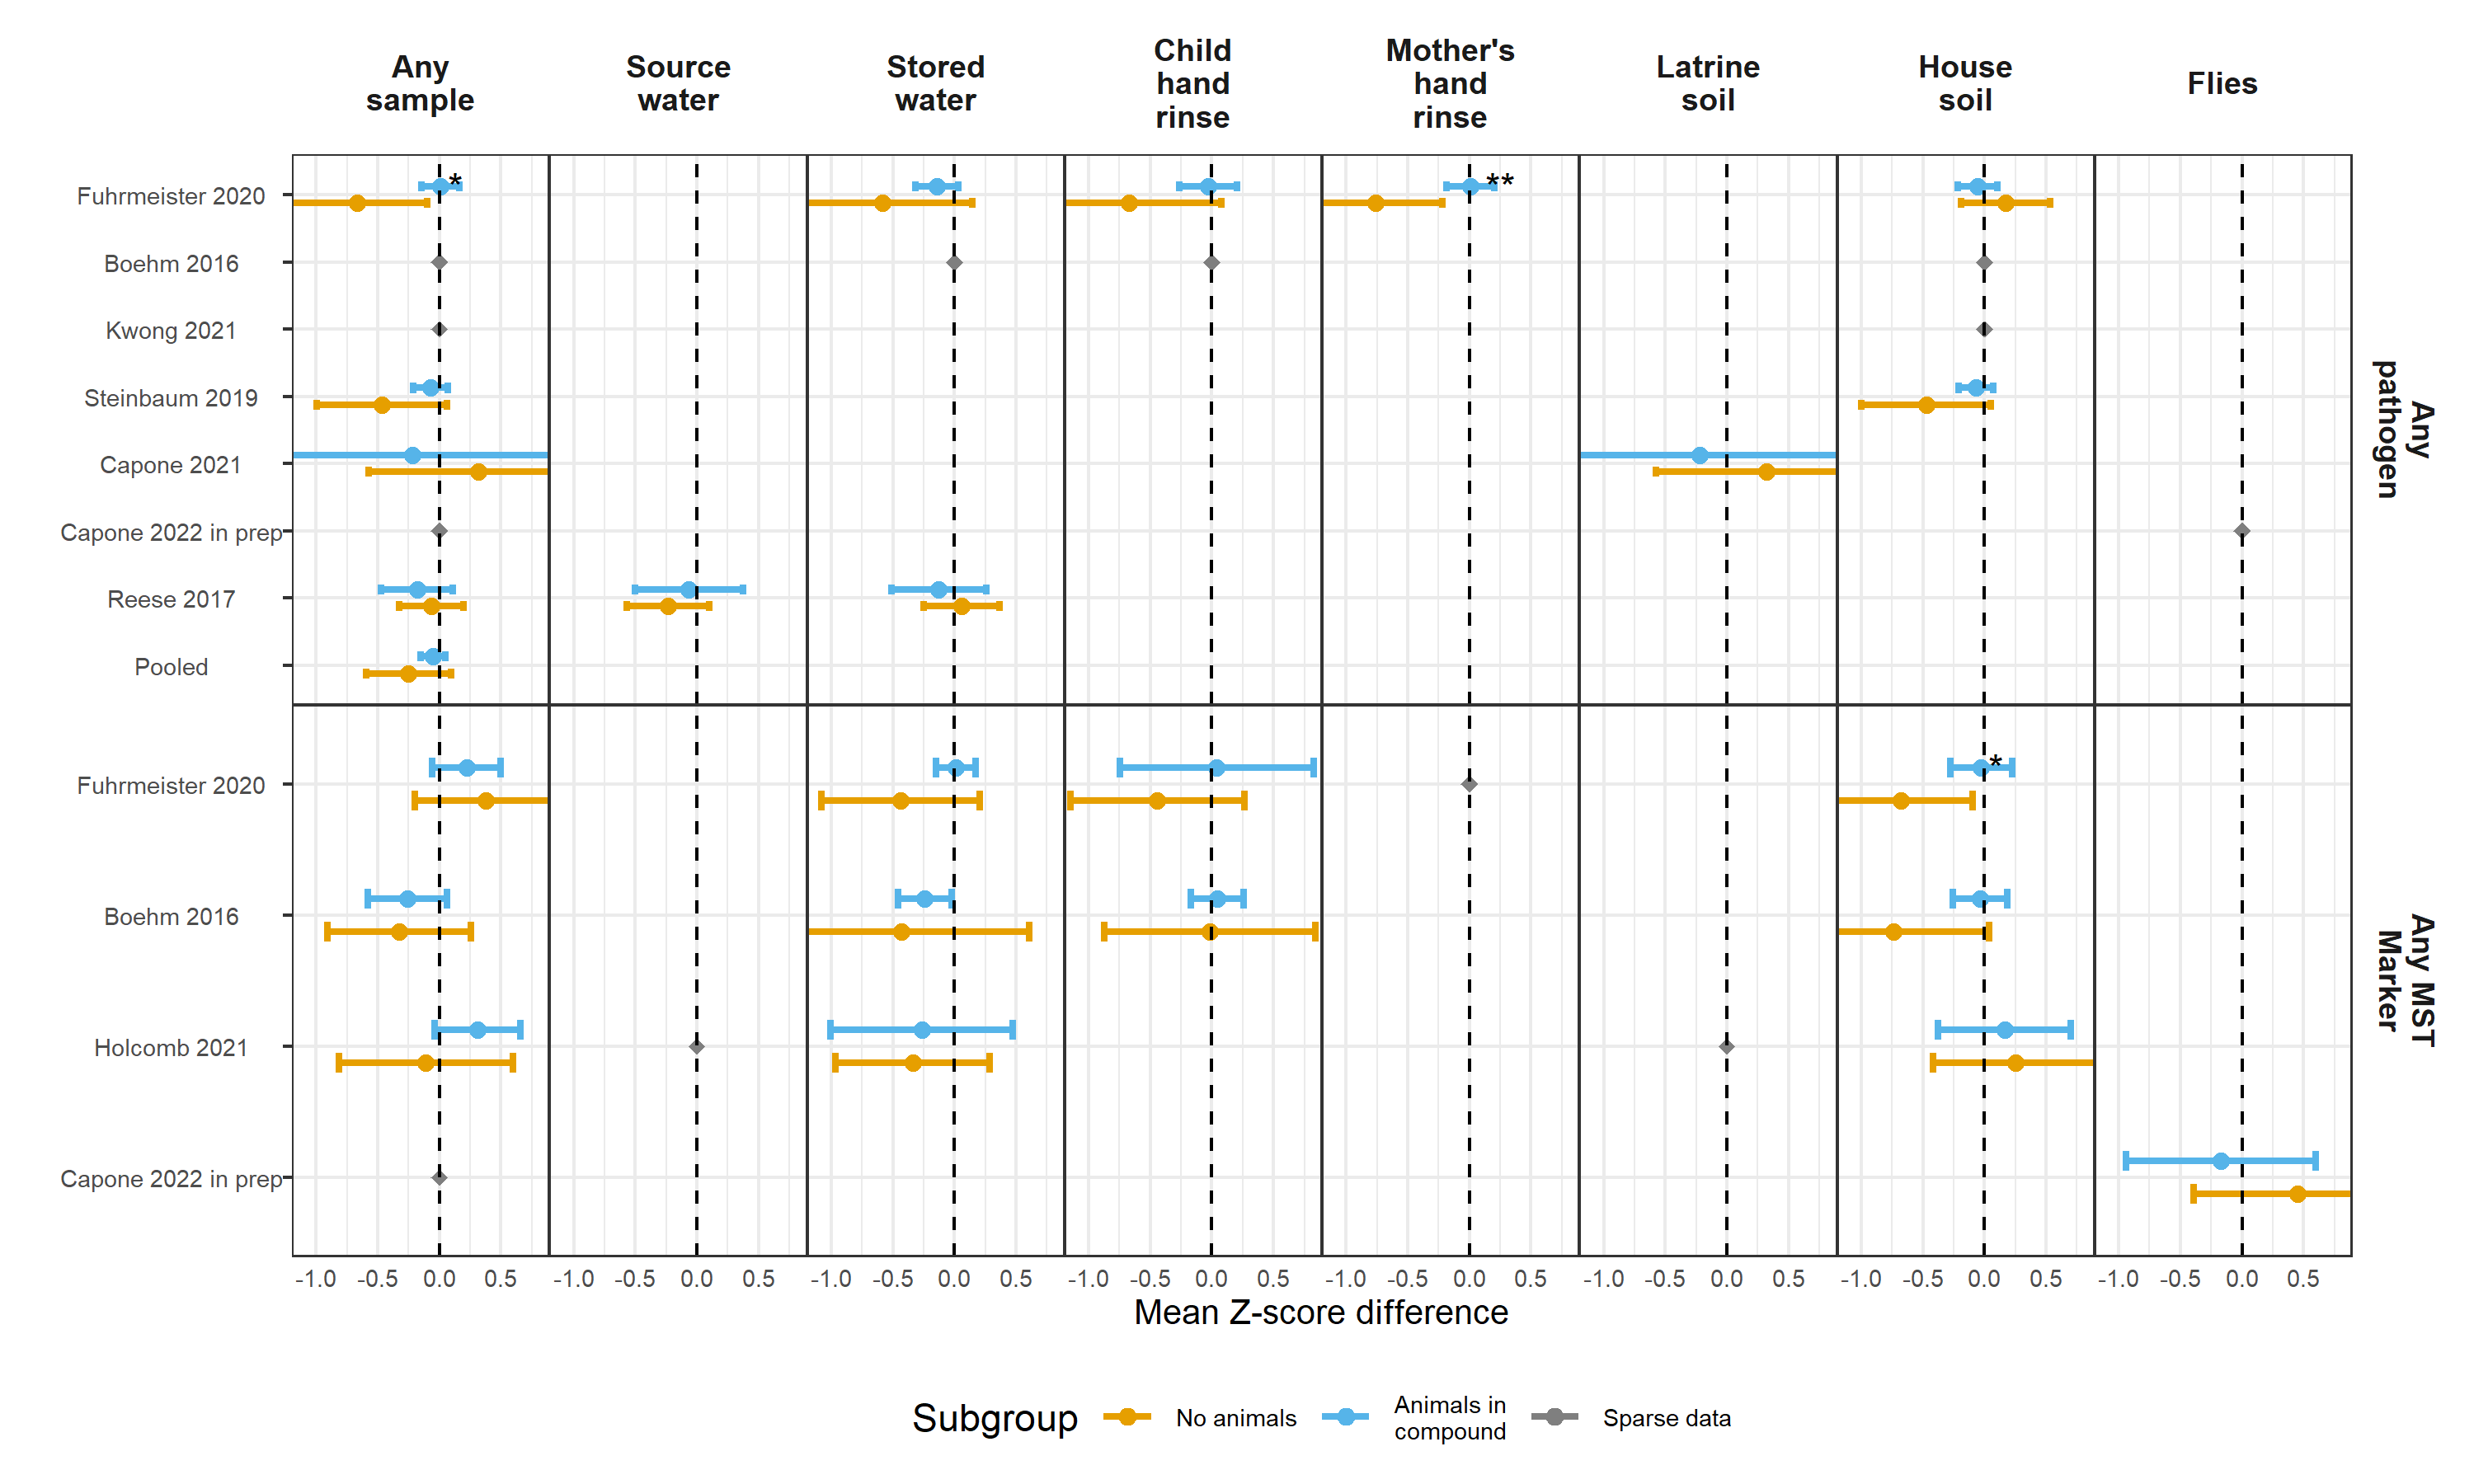 Any
sample
Source
water
Stored
water
Child
hand
rinse
Mother's
hand
rinse
Latrine
soil
House
soil
Flies
Fuhrmeister 2020
*
**
Boehm 2016
Kwong 2021
Steinbaum 2019
Capone 2021
Capone 2022 in prep
Reese 2017
Pooled
Any
pathogen
Fuhrmeister 2020
*
Boehm 2016
Holcomb 2021
Capone 2022 in prep
Any MST
Marker
-1.0 -0.5 0.0 0.5 -1.0 -0.5 0.0 0.5 -1.0 -0.5 0.0 0.5 -1.0 -0.5 0.0 0.5 -1.0 -0.5 0.0 0.5 -1.0 -0.5 0.0 0.5 -1.0 -0.5 0.0 0.5 -1.0 -0.5 0.0 0.5
Mean Z-score difference
Subgroup
No animals
Animals in
compound
Sparse data